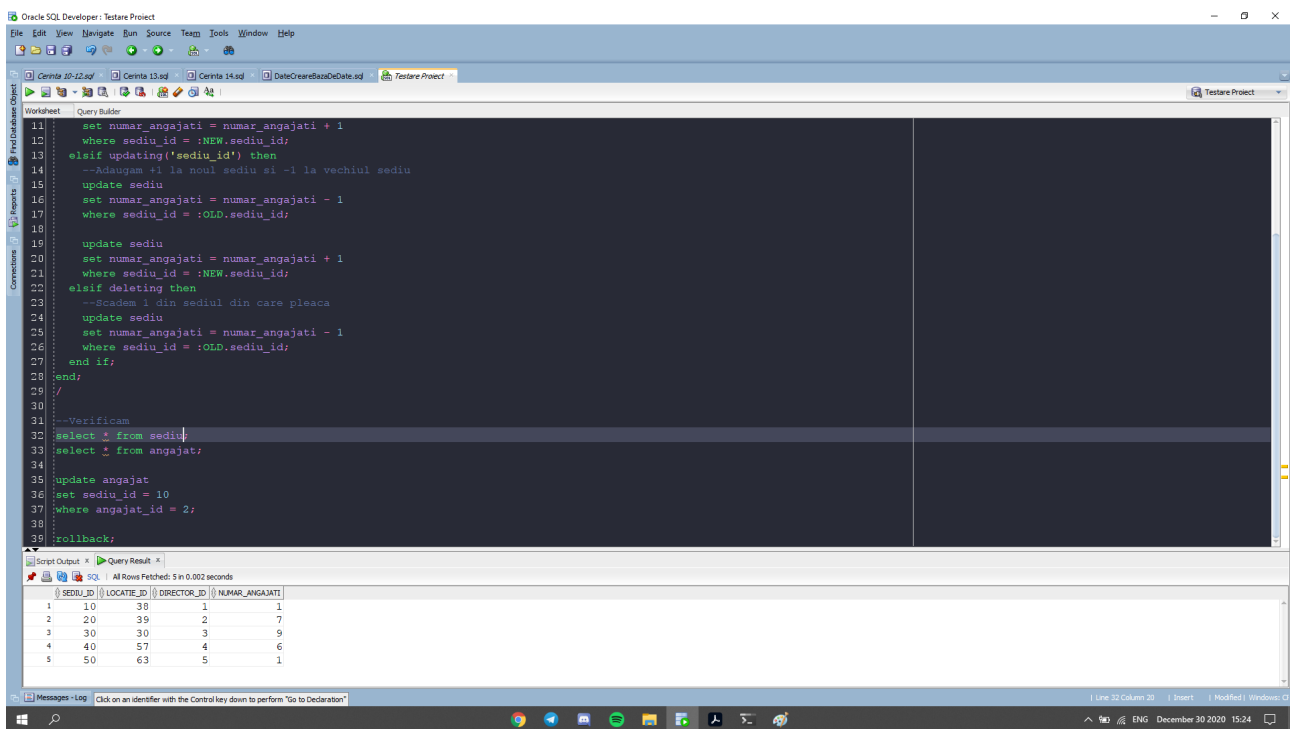 Oracle SQL Developer : Testare Proiect
File Edit View Navigate Run Source Team Tools Window Help
Cerinta 10-12.sql Cerinta 13.sql Cerinta 14.sql DateCreareBazaDeDate.sql Testare Proiect
Testare Proiect
Worksheet Query Builder
Find Database Object
Reports
Connections
11 set numar_angajati = numar_angajati + 1
12 where sediu_id = :NEW.sediu_id;
13 elsif updating('sediu_id') then
14 --Adaugam +1 la noul sediu si -1 la vechiul sediu
15 update sediu
16 set numar_angajati = numar_angajati - 1
17 where sediu_id = :OLD.sediu_id;
18
19 update sediu
20 set numar_angajati = numar_angajati + 1
21 where sediu_id = :NEW.sediu_id;
22 elsif deleting then
23 --Scadem 1 din sediul din care pleaca
24 update sediu
25 set numar_angajati = numar_angajati - 1
26 where sediu_id = :OLD.sediu_id;
27 end if;
28 end;
29 /
30
31 --Verificam
32 select * from sediu;
33 select * from angajat;
34
35 update angajat
36 set sediu_id = 10
37 where angajat_id = 2;
38
39 rollback;
Script Output x Query Result x
SQL | All Rows Fetched: 5 in 0.002 seconds
SEDIU_ID LOCATIE_ID DIRECTOR_ID NUMAR_ANGAJATI
1 10 38 1 1
2 20 39 2 7
3 30 30 3 9
4 40 57 4 6
5 50 63 5 1
Messages - Log Click on an identifier with the Control key down to perform "Go to Declaration"
| Line 32 Column 20 | Insert | Modified | Windows: C
ENG December 30 2020 15:24